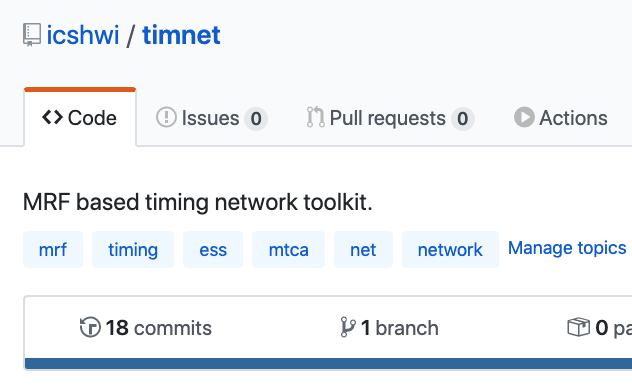 icshwi / timnet
Code Issues 0 Pull requests 0 Actions
MRF based timing network toolkit.
mrf timing ess mtca net network Manage topics
18 commits 1 branch 0 pa